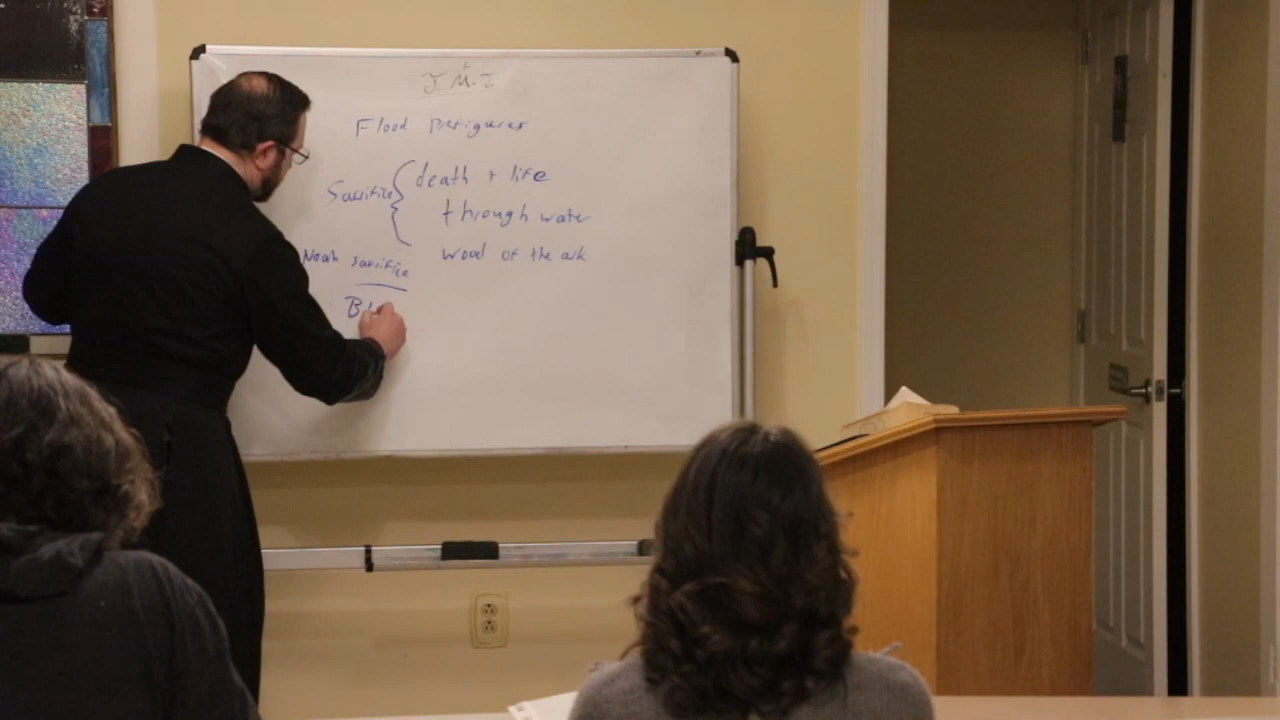 J. M. J.
Flood prefigures
Sacrifice { death + life
through water
wood of the ark
Noah sacrifice